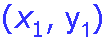 (x₁, y₁)